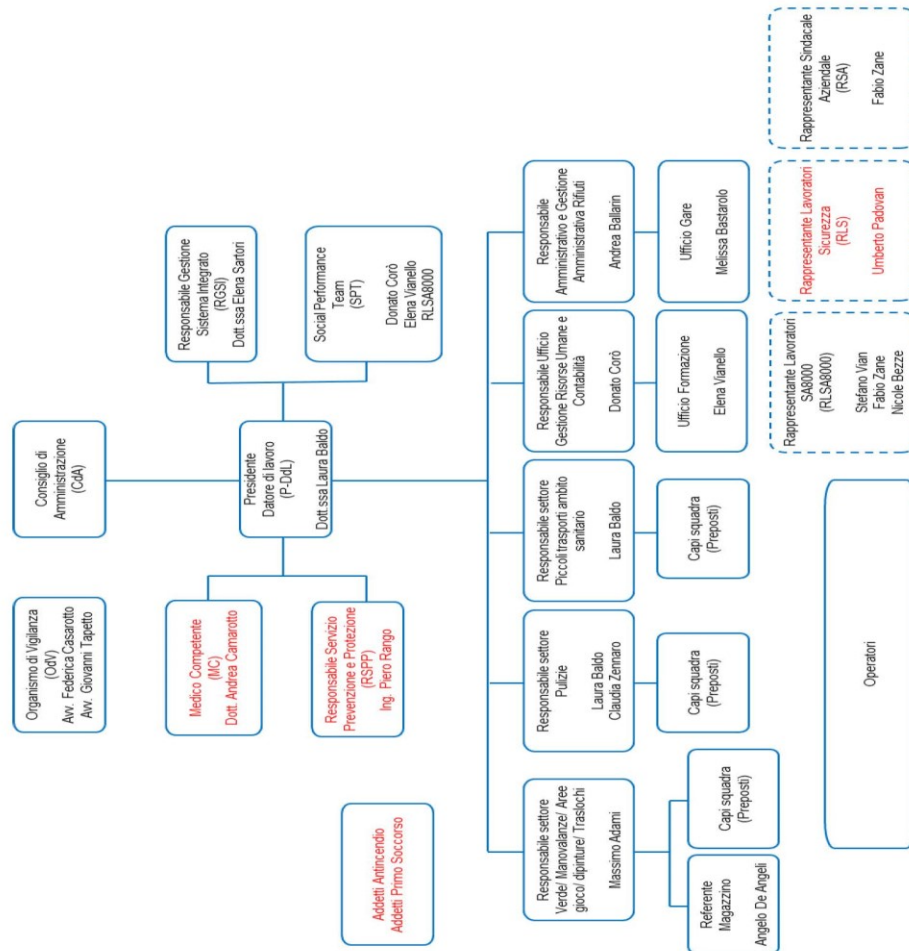 Organismo di Vigilanza
(OdV)
Avv. Federica Casarotto
Avv. Giovanni Tapetto
Consiglio di
Amministrazione
(CdA)
Medico Competente
(MC)
Dott. Andrea Camarotto
Presidente
Datore di lavoro
(P-DdL)
Dott.ssa Laura Baldo
Responsabile Gestione
Sistema Integrato
(RGSI)
Dott.ssa Elena Sartori
Responsabile Servizio
Prevenzione e Protezione
(RSPP)
Ing. Piero Rango
Social Performance
Team
(SPT)
Donato Corò
Elena Vianello
RLSA8000
Addetti Antincendio
Addetti Primo Soccorso
Responsabile settore
Verde/ Manovalanze/ Aree
gioco/ dipinture/ Traslochi
Massimo Adami
Responsabile settore
Pulizie
Laura Baldo
Claudia Zennaro
Responsabile settore
Piccoli trasporti ambito
sanitario
Laura Baldo
Responsabile Ufficio
Gestione Risorse Umane e
Contabilità
Donato Corò
Responsabile
Amministrativo e Gestione
Amministrativa Rifiuti
Andrea Ballarin
Referente
Magazzino
Angelo De Angeli
Capi squadra
(Preposti)
Capi squadra
(Preposti)
Capi squadra
(Preposti)
Ufficio Formazione
Elena Vianello
Ufficio Gare
Melissa Bastarolo
Operatori
Rappresentante Lavoratori
SA8000
(RLSA8000)
Stefano Vian
Fabio Zane
Nicole Bezze
Rappresentante Lavoratori
Sicurezza
(RLS)
Umberto Padovan
Rappresentante Sindacale
Aziendale
(RSA)
Fabio Zane